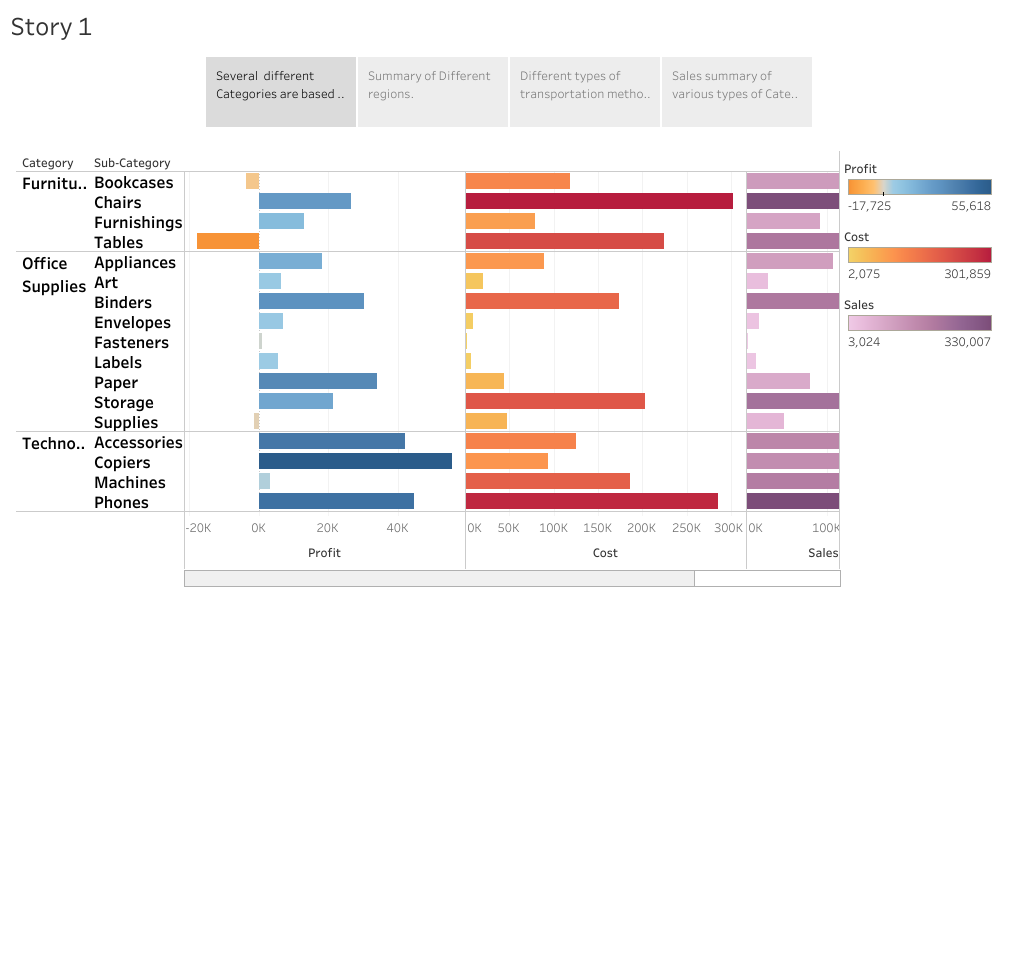 Story 1
Several different
Categories are based ..
Summary of Different
regions.
Different types of
transportation metho..
Sales summary of
various types of Cate..
Category Sub-Category
Furnitu.. Bookcases
Chairs
Furnishings
Tables
Office
Supplies
Appliances
Art
Binders
Envelopes
Fasteners
Labels
Paper
Storage
Supplies
Techno.. Accessories
Copiers
Machines
Phones
-20K 0K 20K 40K
0K 50K 100K 150K 200K 250K 300K
0K 100K
Profit
Cost
Sales
Profit
-17,725 55,618
Cost
2,075 301,859
Sales
3,024 330,007